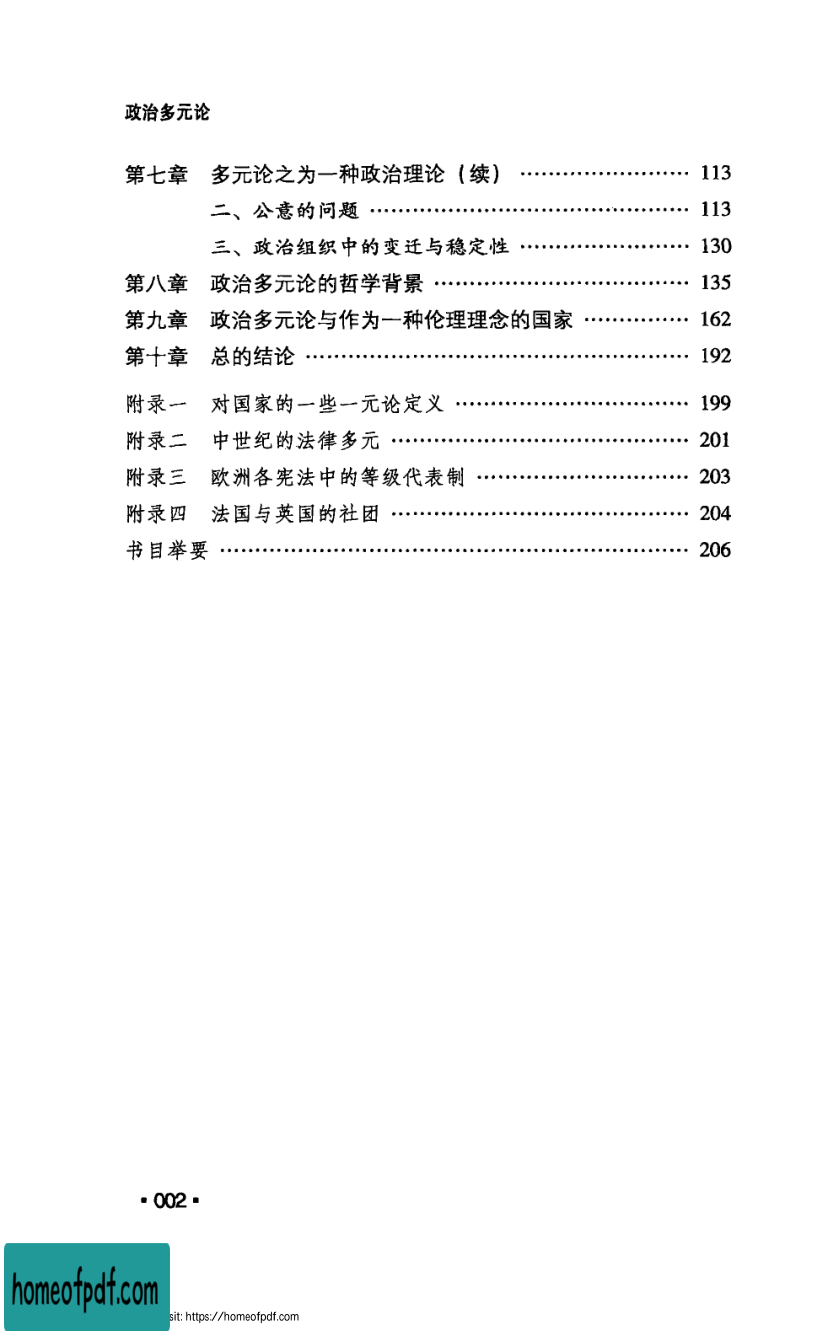 政治多元论
第七章 多元论之为一种政治理论(续) ……………………… 113
二、公意的问题 ……………………………………… 113
三、政治组织中的变迁与稳定性 …………………… 130
第八章 政治多元论的哲学背景 ……………………………… 135
第九章 政治多元论与作为一种伦理理念的国家 …………… 162
第十章 总的结论 ……………………………………………… 192
附录一 对国家的一些一元论定义 …………………………… 199
附录二 中世纪的法律多元 …………………………………… 201
附录三 欧洲各宪法中的等级代表制 ………………………… 203
附录四 法国与英国的社团 …………………………………… 204
书目举要 ………………………………………………………… 206
·002·
homeofpdf.com
sit: https://homeofpdf.com